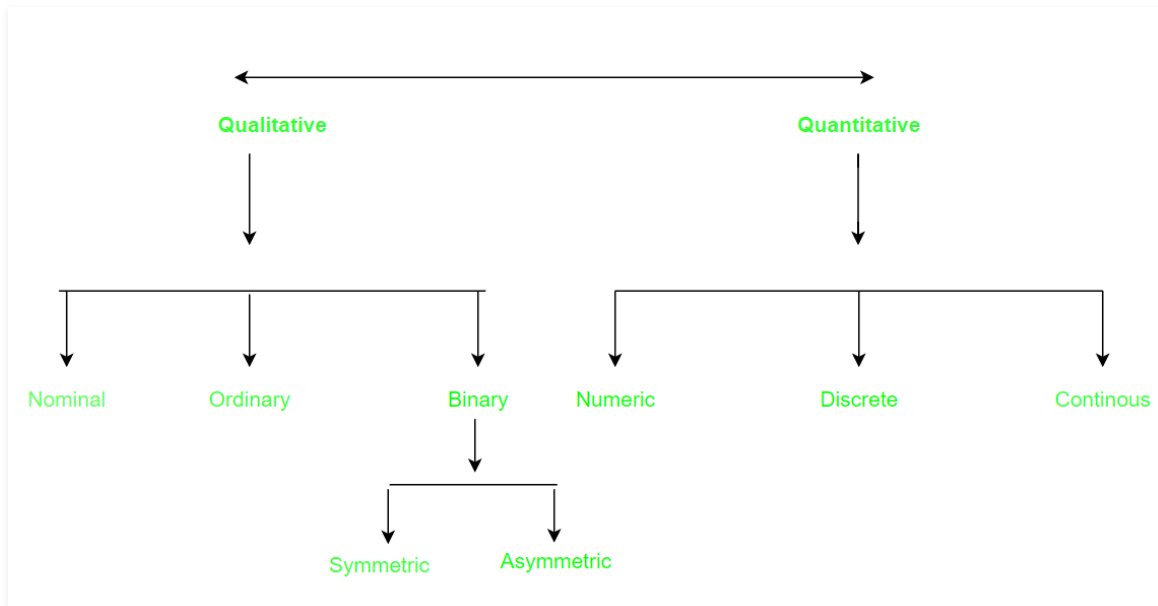 Qualitative
Quantitative
Nominal
Ordinary
Binary
Numeric
Discrete
Continous
Symmetric
Asymmetric